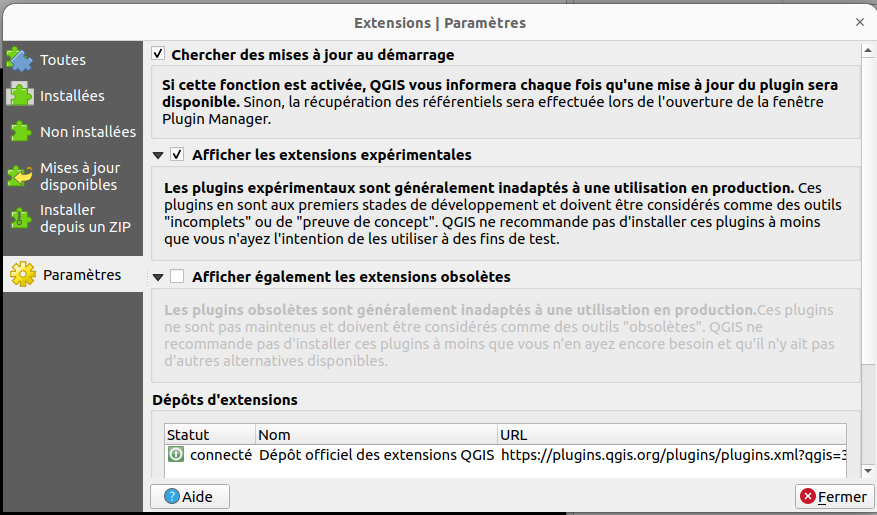 Extensions | Paramètres
Toutes
Installées
Non installées
Mises à jour
disponibles
Installer
depuis un ZIP
Paramètres
Chercher des mises à jour au démarrage
Si cette fonction est activée, QGIS vous informera chaque fois qu'une mise à jour du plugin sera
disponible. Sinon, la récupération des référentiels sera effectuée lors de l'ouverture de la fenêtre
Plugin Manager.
Afficher les extensions expérimentales
Les plugins expérimentaux sont généralement inadaptés à une utilisation en production. Ces
plugins en sont aux premiers stades de développement et doivent être considérés comme des outils
"incomplets" ou de "preuve de concept". QGIS ne recommande pas d'installer ces plugins à moins
que vous n'ayez l'intention de les utiliser à des fins de test.
Afficher également les extensions obsolètes
Les plugins obsolètes sont généralement inadaptés à une utilisation en production.Ces plugins
ne sont pas maintenus et doivent être considérés comme des outils "obsolètes". QGIS ne
recommande pas d'installer ces plugins à moins que vous n'en ayez encore besoin et qu'il n'y ait pas
d'autres alternatives disponibles.
Dépôts d'extensions
Statut Nom URL
connecté Dépôt officiel des extensions QGIS https://plugins.qgis.org/plugins/plugins.xml?qgis=3
Aide
Fermer